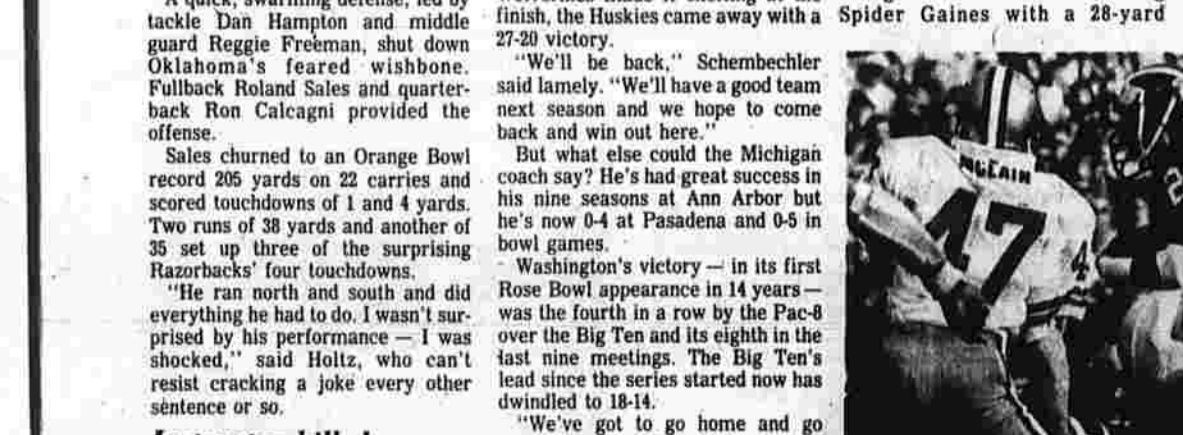 A quick, swarming defense, led by
tackle Dan Hampton and middle
guard Reggie Freeman, shut down
Oklahoma's feared wishbone.
Fullback Roland Sales and quarter-
back Ron Calcagni provided the
offense.
Sales churned to an Orange Bowl
record 205 yards on 22 carries and
scored touchdowns of 1 and 4 yards.
Two runs of 38 yards and another of
35 set up three of the surprising
Razorbacks' four touchdowns.
"He ran north and south and did
everything he had to do. I wasn't sur-
prised by his performance — I was
shocked," said Holtz, who can't
resist cracking a joke every other
sentence or so.
finish, the Huskies came away with a
27-20 victory.
"We'll be back," Schembechler
said lamely. "We'll have a good team
next season and we hope to come
back and win out here."
But what else could the Michigan
coach say? He's had great success in
his nine seasons at Ann Arbor but
he's now 0-4 at Pasadena and 0-5 in
bowl games.
Washington's victory — in its first
Rose Bowl appearance in 14 years —
was the fourth in a row by the Pac-8
over the Big Ten and its eighth in the
last nine meetings. The Big Ten's
lead since the series started now has
dwindled to 18-14.
"We've got to go home and go
Spider Gaines with a 28-yard
47
4
2